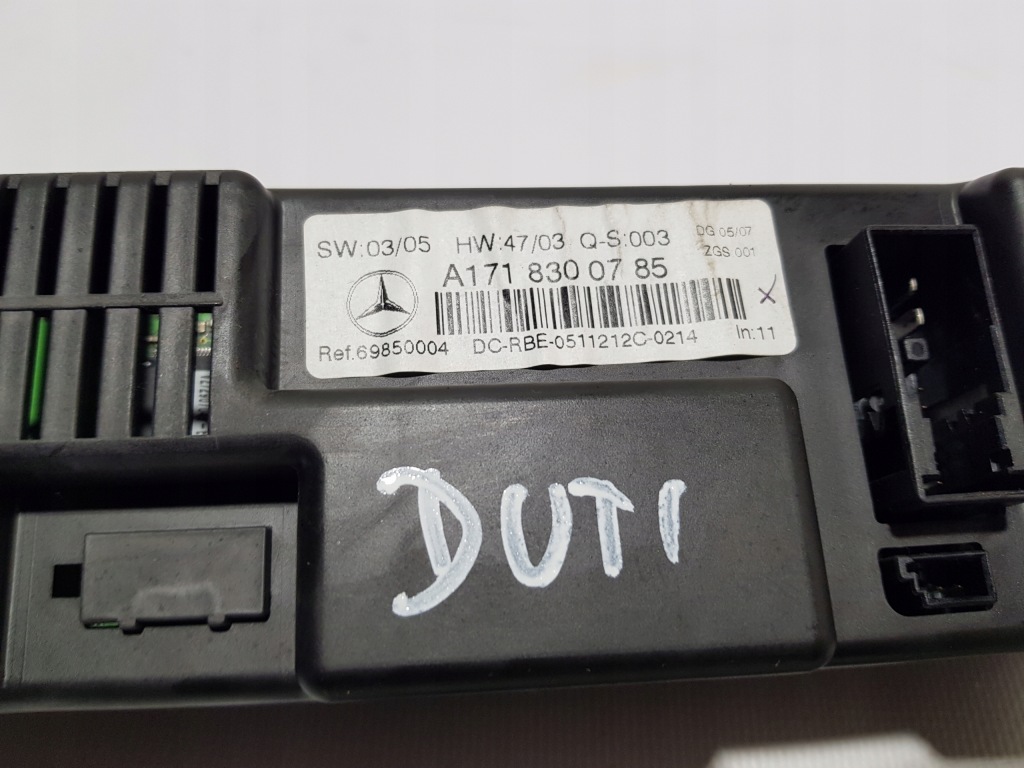 SW:03/05 HW:47/03 Q-S:003 DG 05/07
ZGS 001
A171 830 07 85
Ref.69850004 DC-RBE-0511212C-0214 In:11
DUTI